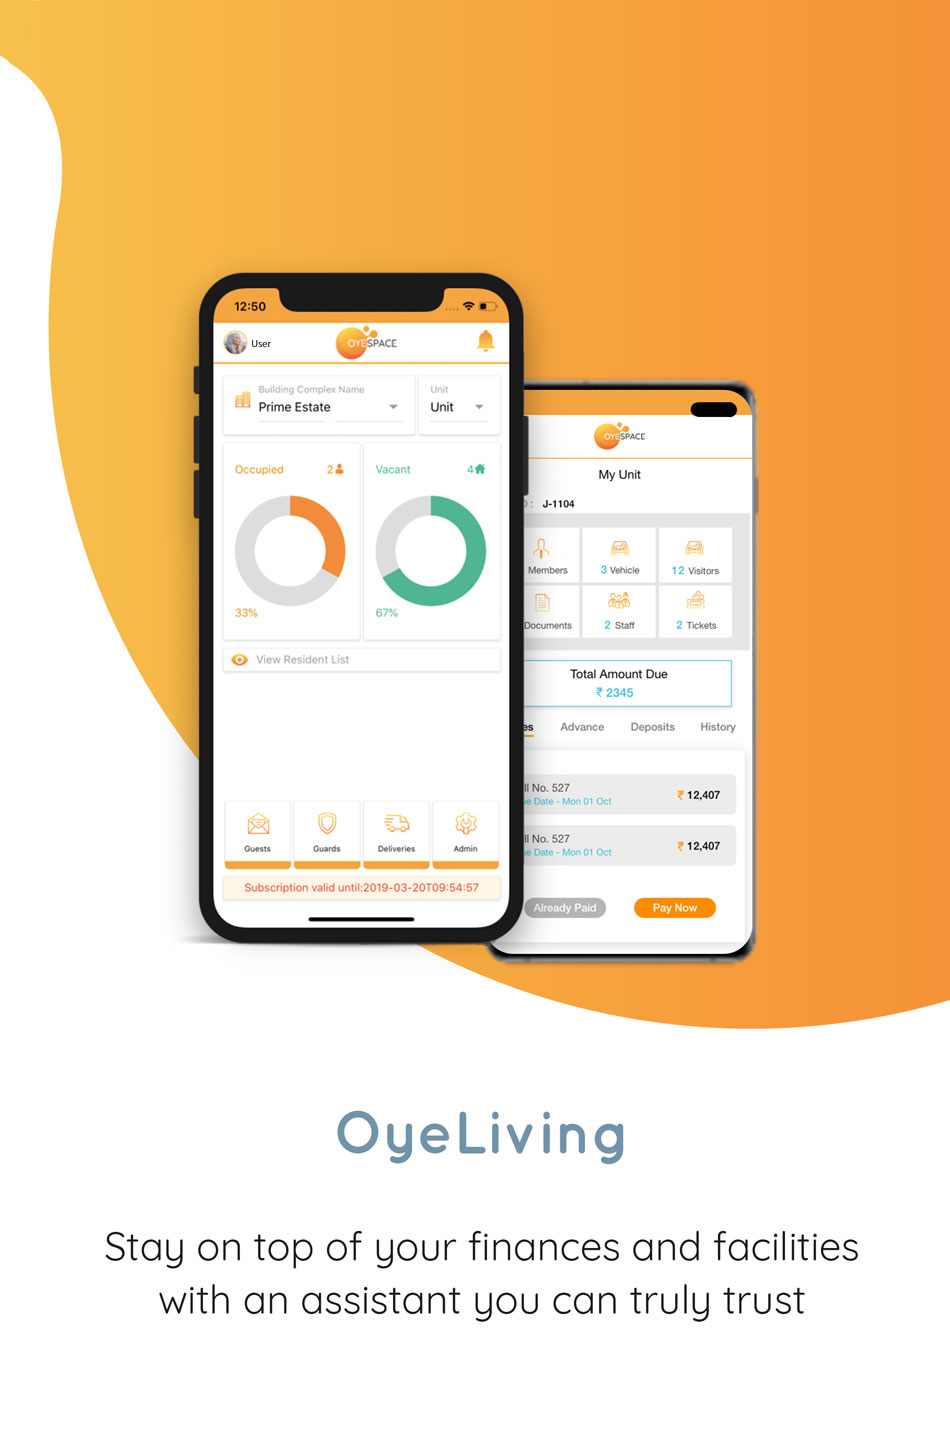 12:50
User
OYESPACE
Building Complex Name
Prime Estate
Unit
Unit
Occupied 2
Vacant 4
33%
67%
View Resident List
Guests
Guards
Deliveries
Admin
Subscription valid until:2019-03-20T09:54:57
OYESPACE
My Unit
: J-1104
Members
3 Vehicle
12 Visitors
Documents
2 Staff
2 Tickets
Total Amount Due
₹ 2345
es Advance Deposits History
ll No. 527
ue Date - Mon 01 Oct
₹ 12,407
ll No. 527
ue Date - Mon 01 Oct
₹ 12,407
Already Paid
Pay Now
OyeLiving
Stay on top of your finances and facilities
with an assistant you can truly trust